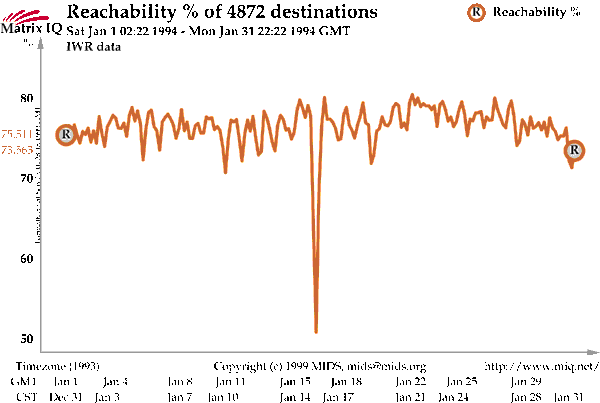 Reachability % of 4872 destinations
Matrix IQ
Sat Jan 1 02:22 1994 - Mon Jan 31 22:22 1994 GMT
IWR data
R Reachability %
%
80
75.511
R
73.563
R
70
60
50
Timezone (1993) Copyright (c) 1999 MIDS, mids@mids.org http://www.miq.net/
GMT Jan 1 Jan 4 Jan 8 Jan 11 Jan 15 Jan 18 Jan 22 Jan 25 Jan 29
CST Dec 31 Jan 3 Jan 7 Jan 10 Jan 14 Jan 17 Jan 21 Jan 24 Jan 28 Jan 31